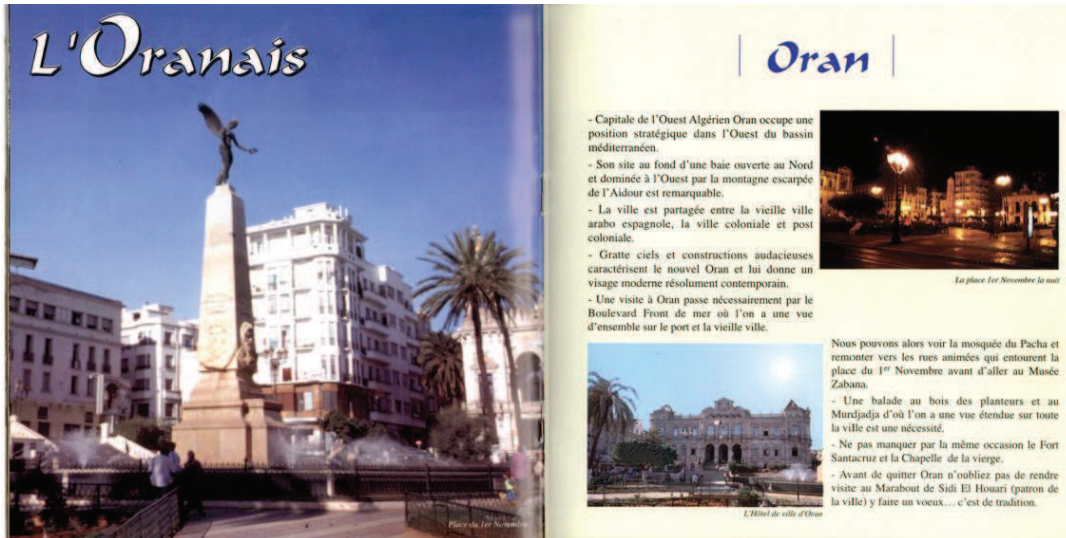 L'Oranais
Place du 1er Novembre
Oran
- Capitale de l'Ouest Algérien Oran occupe une
position stratégique dans l'Ouest du bassin
méditerranéen.
- Son site au fond d'une baie ouverte au Nord
et dominée à l'Ouest par la montagne escarpée
de l'Aidour est remarquable.
- La ville est partagée entre la vieille ville
arabo espagnole, la ville coloniale et post
coloniale.
- Gratte ciels et constructions audacieuses
caractérisent le nouvel Oran et lui donne un
visage moderne résolument contemporain.
- Une visite à Oran passe nécessairement par le
Boulevard Front de mer où l'on a une vue
d'ensemble sur le port et la vieille ville.
La place 1er Novembre la nuit
L'Hôtel de ville d'Oran
Nous pouvons alors voir la mosquée du Pacha et
remonter vers les rues animées qui entourent la
place du 1er Novembre avant d'aller au Musée
Zabana.
- Une balade au bois des planteurs et au
Murdjadja d'où l'on a une vue étendue sur toute
la ville est une nécessité.
- Ne pas manquer par la même occasion le Fort
Santacruz et la Chapelle de la vierge.
- Avant de quitter Oran n'oubliez pas de rendre
visite au Marabout de Sidi El Houari (patron de
la ville) y faire un voeux... c'est de tradition.